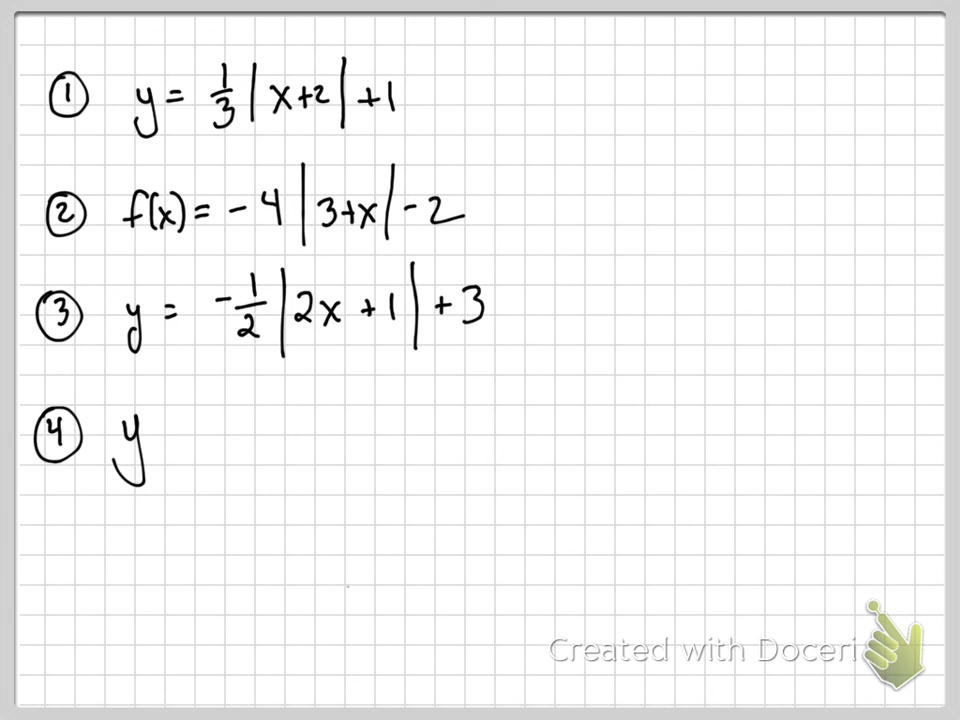 ① y = 1/3 |x+2| +1
② f(x) = -4 |3+x| -2
③ y = -1/2 |2x +1| +3
④ y
Created with Doceri